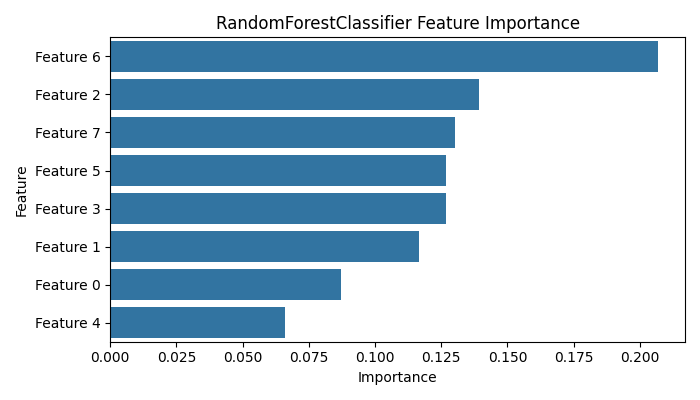 RandomForestClassifier Feature Importance
Feature 6
Feature 2
Feature 7
Feature 5
Feature 3
Feature 1
Feature 0
Feature 4
Feature
0.000 0.025 0.050 0.075 0.100 0.125 0.150 0.175 0.200
Importance